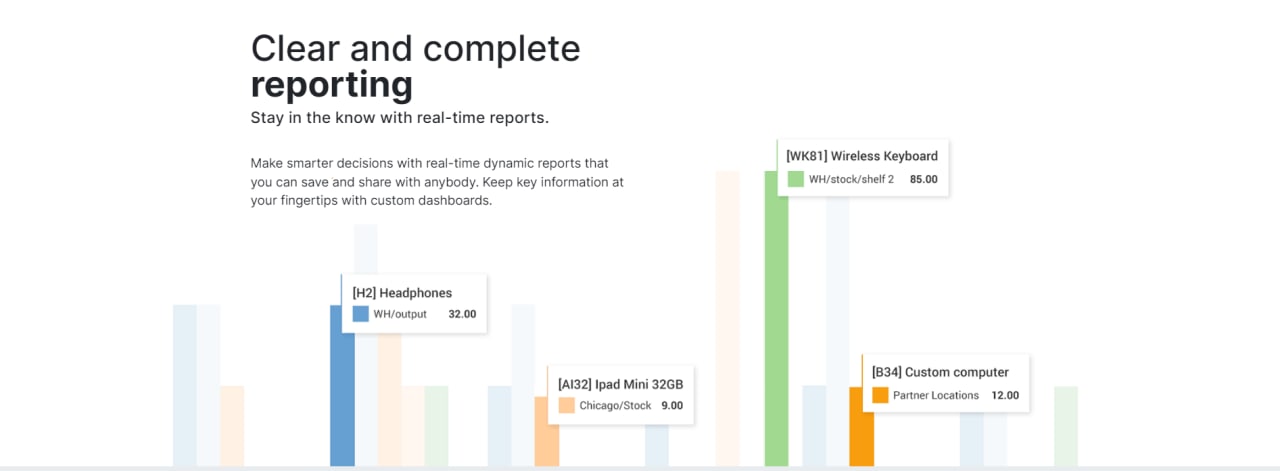 Clear and complete
reporting
Stay in the know with real-time reports.
Make smarter decisions with real-time dynamic reports that
you can save and share with anybody. Keep key information at
your fingertips with custom dashboards.
[WK81] Wireless Keyboard
WH/stock/shelf 2 85.00
[H2] Headphones
WH/output 32.00
[AI32] Ipad Mini 32GB
Chicago/Stock 9.00
[B34] Custom computer
Partner Locations 12.00